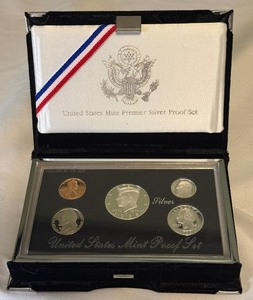 United States Mint Premier Silver Proof Set
Silver
United States Mint Proof Set